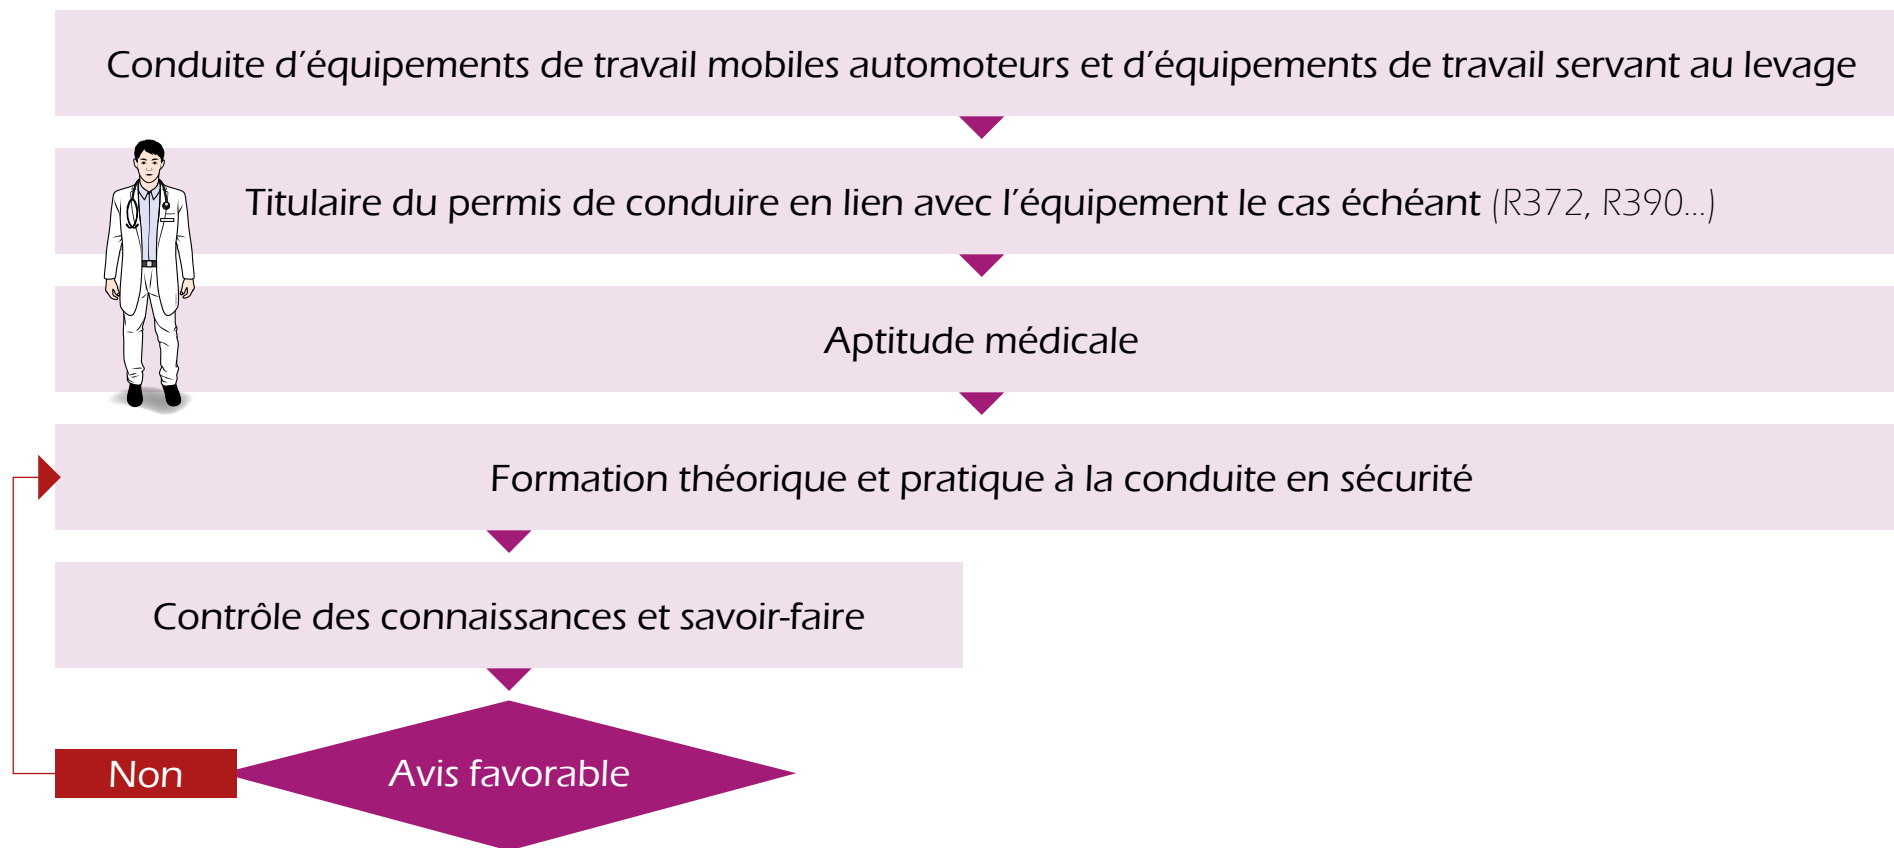 Conduite d’équipements de travail mobiles automoteurs et d’équipements de travail servant au levage
Titulaire du permis de conduire en lien avec l’équipement le cas échéant (R372, R390...)
Aptitude médicale
Formation théorique et pratique à la conduite en sécurité
Contrôle des connaissances et savoir-faire
Non
Avis favorable